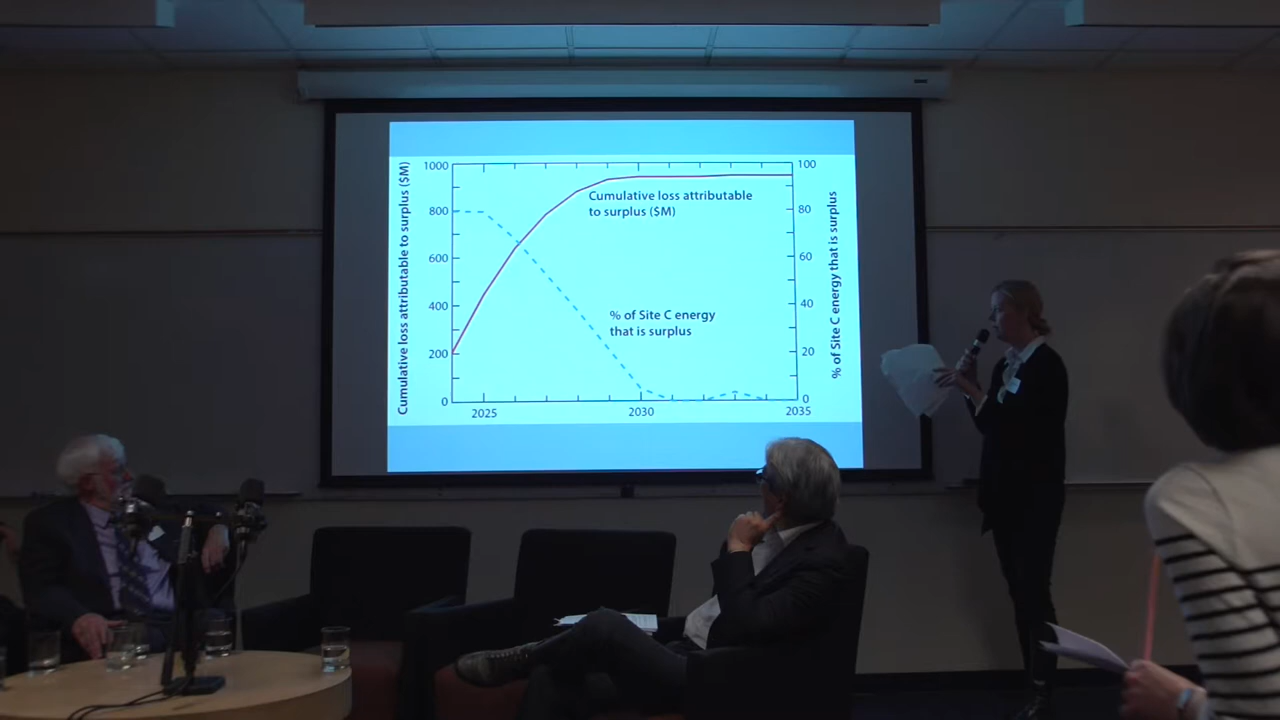 Cumulative loss attributable to surplus ($M)
1000
800
600
400
200
0
Cumulative loss attributable
to surplus ($M)
% of Site C energy
that is surplus
100
80
60
40
20
0
% of Site C energy that is surplus
2025
2030
2035